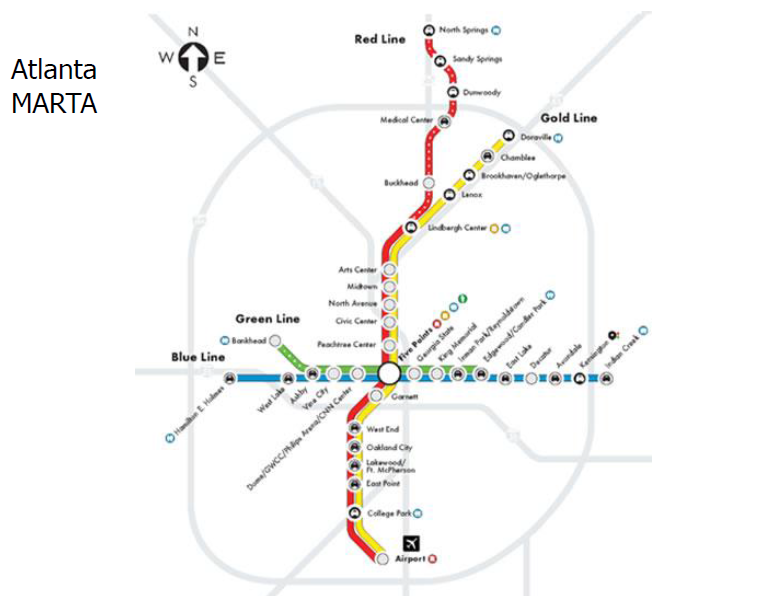 Atlanta
MARTA
N
W E
S
Red Line
North Springs
Sandy Springs
Dunwoody
Medical Center
Gold Line
Doraville
Chamblee
Brookhaven/Oglethorpe
Buckhead
Lenox
Lindbergh Center
Arts Center
Midtown
North Avenue
Civic Center
Peachtree Center
Green Line
Bankhead
Blue Line
Hamilton E. Holmes
West Lake
Ashby
Vine City
Dome/GWCC/Philips Arena/CNN Center
Five Points
Georgia State
King Memorial
Inman Park/Reynoldstown
Edgewood/Candler Park
East Lake
Decatur
Avondale
Kensington
Indian Creek
Garnett
West End
Oakland City
Lakewood/
Ft. McPherson
East Point
College Park
Airport